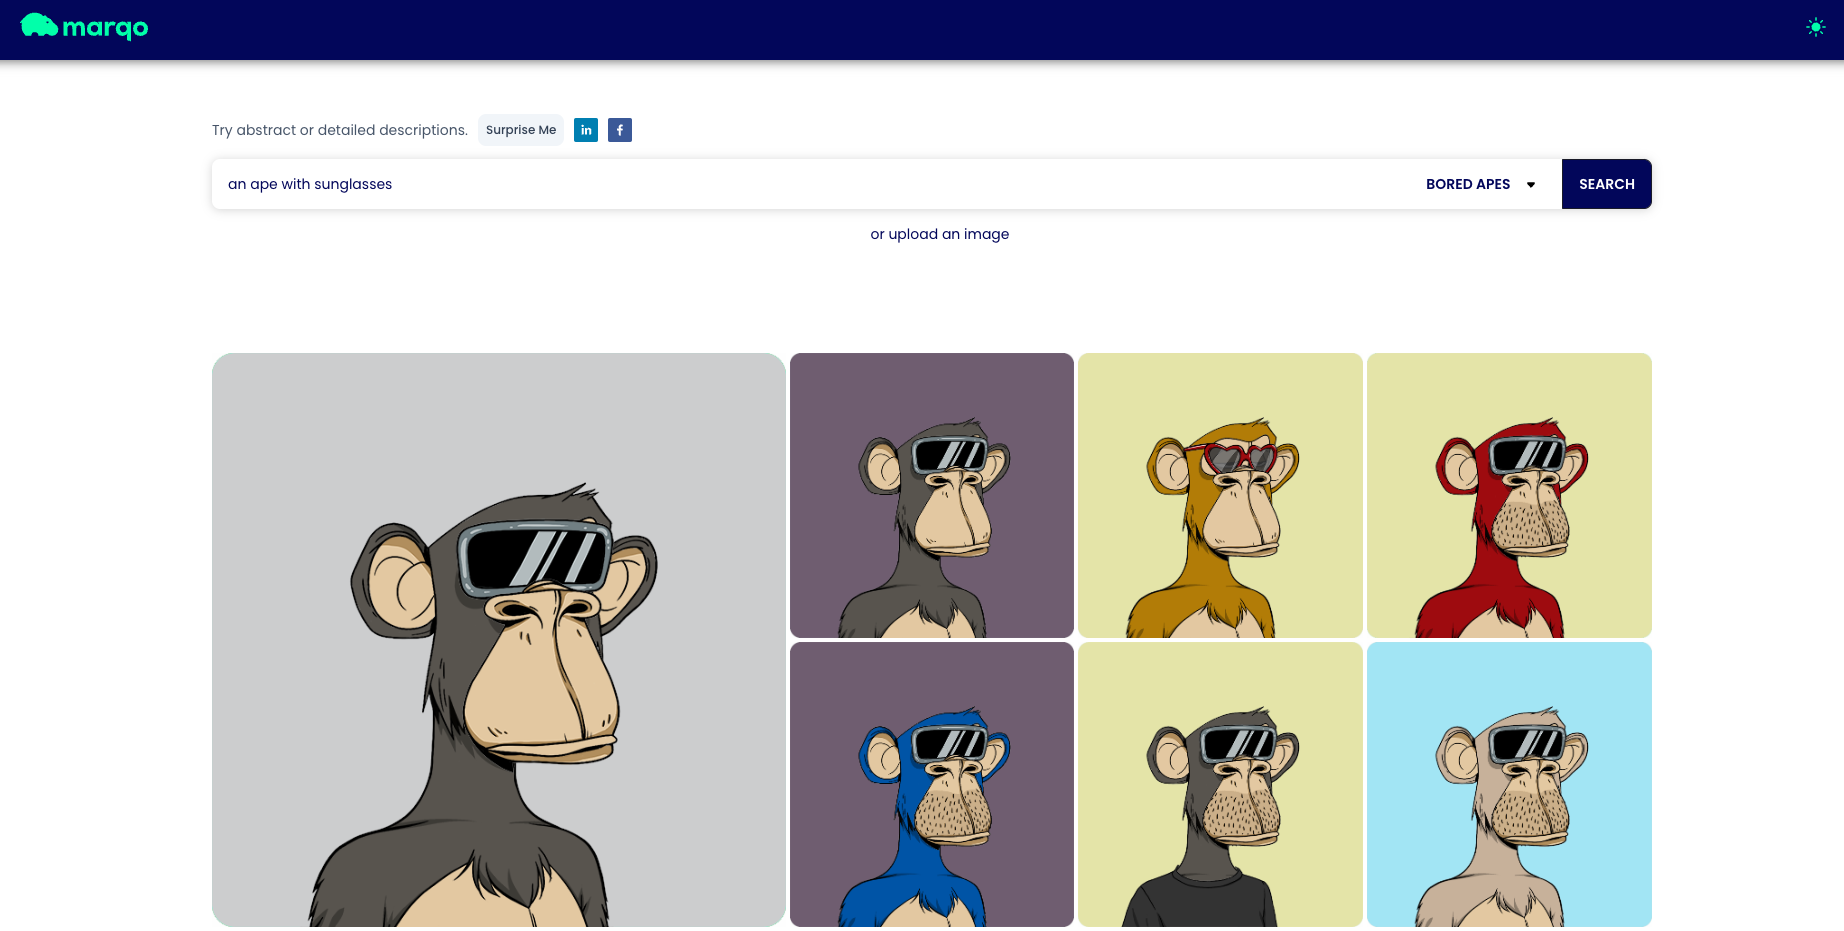 marqo
Try abstract or detailed descriptions. Surprise Me in f
an ape with sunglasses BORED APES SEARCH
or upload an image